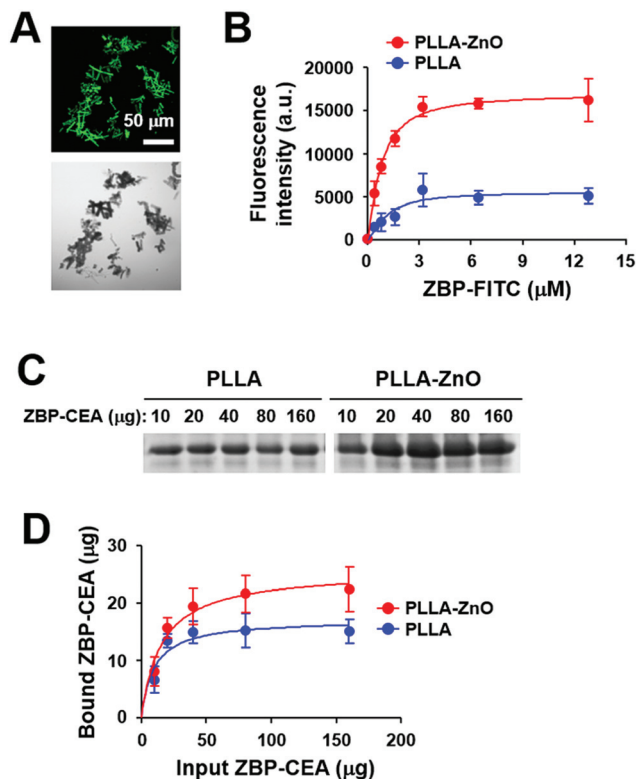 A
50 μm
B
PLLA-ZnO
PLLA
20000
15000
10000
5000
0
0 3 6 9 12 15
Fluorescence
intensity (a.u.)
ZBP-FITC (μM)
C
PLLA PLLA-ZnO
ZBP-CEA (μg): 10 20 40 80 160 10 20 40 80 160
D
30
20
10
0
0 50 100 150 200
Bound ZBP-CEA (μg)
PLLA-ZnO
PLLA
Input ZBP-CEA (μg)